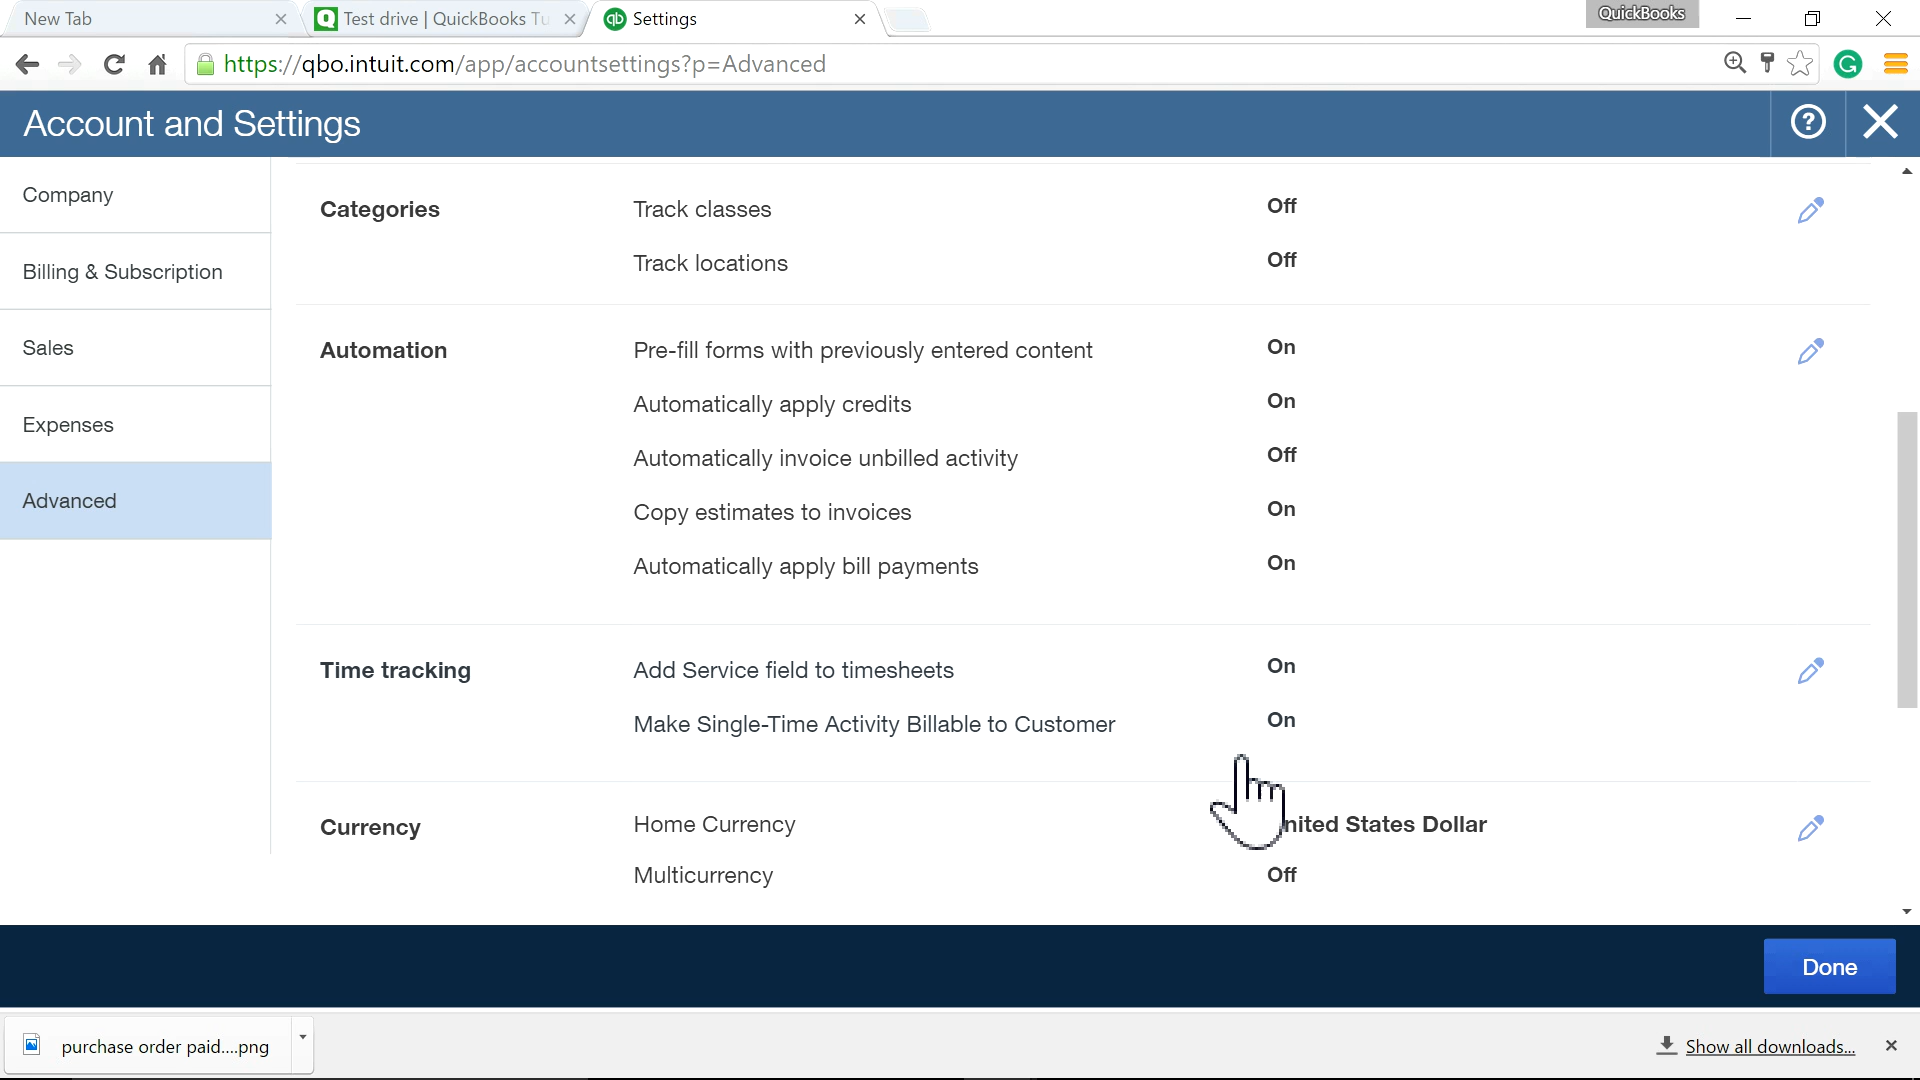 New Tab
Test drive | QuickBooks Tu
Settings
QuickBooks
https://qbo.intuit.com/app/accountsettings?p=Advanced
Account and Settings
Company
Billing & Subscription
Sales
Expenses
Advanced
Categories
Track classes Off
Track locations Off
Automation
Pre-fill forms with previously entered content On
Automatically apply credits On
Automatically invoice unbilled activity Off
Copy estimates to invoices On
Automatically apply bill payments On
Time tracking
Add Service field to timesheets On
Make Single-Time Activity Billable to Customer On
Currency
Home Currency nited States Dollar
Multicurrency Off
Done
purchase order paid....png
Show all downloads...